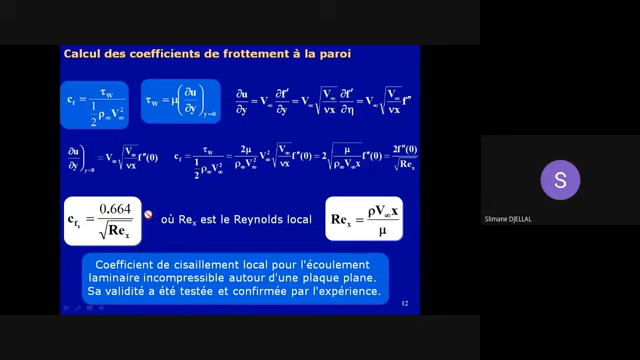 Calcul des coefficients de frottement à la paroi
c_f = τ_W / (1/2 ρ_∞ V_∞²)
τ_W = μ(∂u/∂y)_{y=0}
∂u/∂y = V_∞ ∂f'/∂y = V_∞ √(V_∞/νx) ∂f'/∂η = V_∞ √(V_∞/νx) f''
∂u/∂y)_{y=0} = V_∞ √(V_∞/νx) f''(0)
c_f = τ_W / (1/2 ρ_∞ V_∞²) = 2μ/(ρ_∞ V_∞²) V_∞² √(V_∞/νx) f''(0) = 2 √(μ/(ρ_∞ V_∞ x)) f''(0) = 2f''(0)/√Re_x
c_{f_x} = 0.664/√Re_x
où Re_x est le Reynolds local
Re_x = ρV_∞x/μ
Coefficient de cisaillement local pour l'écoulement
laminaire incompressible autour d'une plaque plane.
Sa validité a été testée et confirmée par l'expérience.
12
S
Slimane DJELLAL